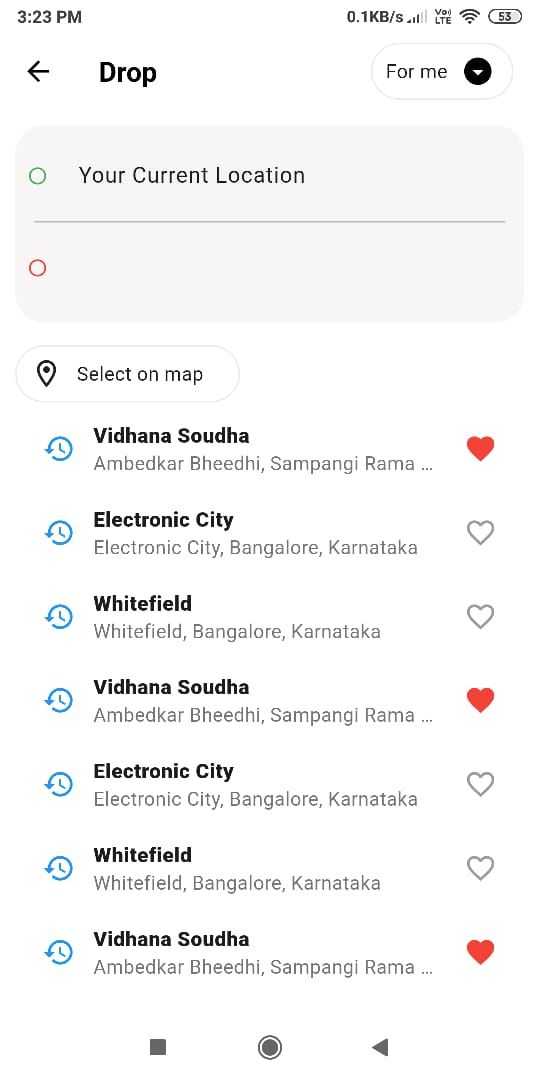 3:23 PM 0.1KB/s Vo) LTE 53
Drop For me
Your Current Location
Select on map
Vidhana Soudha
Ambedkar Bheedhi, Sampangi Rama ...
Electronic City
Electronic City, Bangalore, Karnataka
Whitefield
Whitefield, Bangalore, Karnataka
Vidhana Soudha
Ambedkar Bheedhi, Sampangi Rama ...
Electronic City
Electronic City, Bangalore, Karnataka
Whitefield
Whitefield, Bangalore, Karnataka
Vidhana Soudha
Ambedkar Bheedhi, Sampangi Rama ...